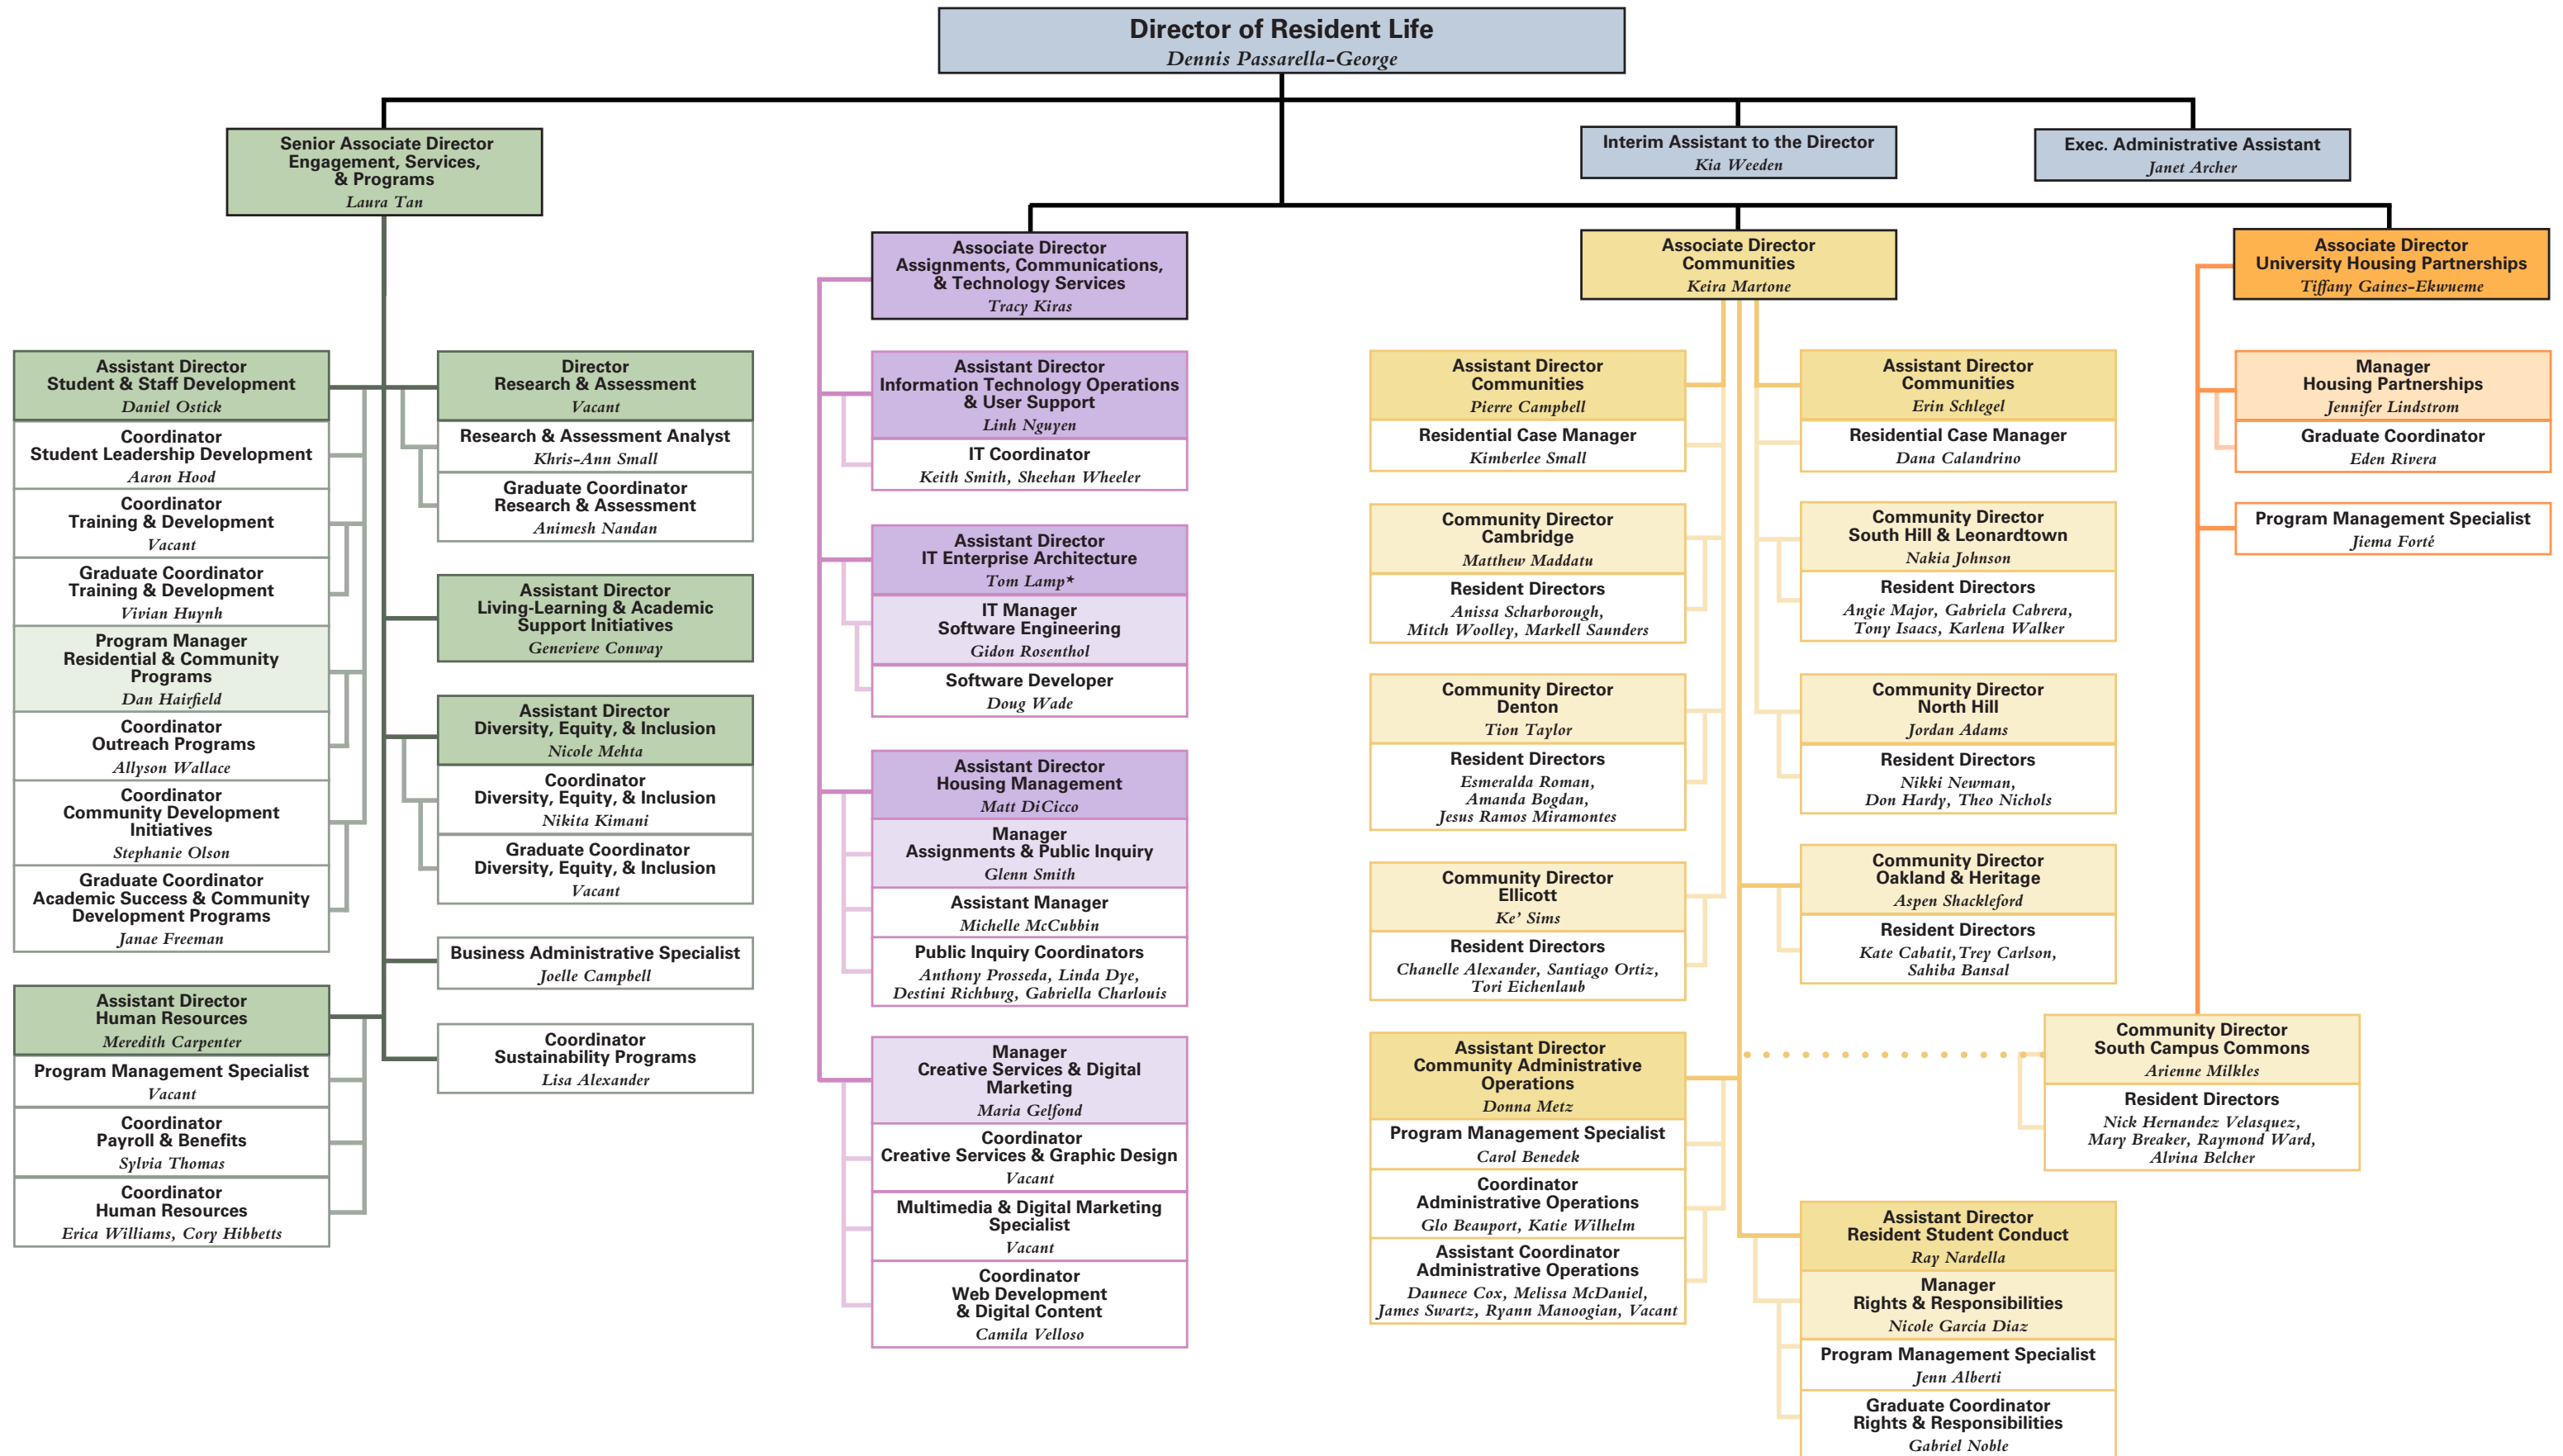 Director of Resident Life
Dennis Passarella-George
Senior Associate Director
Engagement, Services,
& Programs
Laura Tan
Interim Assistant to the Director
Kia Weeden
Exec. Administrative Assistant
Janet Archer
Assistant Director
Student & Staff Development
Daniel Ostick
Coordinator
Student Leadership Development
Aaron Hood
Coordinator
Training & Development
Vacant
Graduate Coordinator
Training & Development
Vivian Huynh
Program Manager
Residential & Community
Programs
Dan Hairfield
Coordinator
Outreach Programs
Allyson Wallace
Coordinator
Community Development
Initiatives
Stephanie Olson
Graduate Coordinator
Academic Success & Community
Development Programs
Janae Freeman
Assistant Director
Human Resources
Meredith Carpenter
Program Management Specialist
Vacant
Coordinator
Payroll & Benefits
Sylvia Thomas
Coordinator
Human Resources
Erica Williams, Cory Hibbetts
Director
Research & Assessment
Vacant
Research & Assessment Analyst
Khris-Ann Small
Graduate Coordinator
Research & Assessment
Animesh Nandan
Assistant Director
Living-Learning & Academic
Support Initiatives
Genevieve Conway
Assistant Director
Diversity, Equity, & Inclusion
Nicole Mehta
Coordinator
Diversity, Equity, & Inclusion
Nikita Kimani
Graduate Coordinator
Diversity, Equity, & Inclusion
Vacant
Business Administrative Specialist
Joelle Campbell
Coordinator
Sustainability Programs
Lisa Alexander
Associate Director
Assignments, Communications,
& Technology Services
Tracy Kiras
Assistant Director
Information Technology Operations
& User Support
Linh Nguyen
IT Coordinator
Keith Smith, Sheehan Wheeler
Assistant Director
IT Enterprise Architecture
Tom Lamp*
IT Manager
Software Engineering
Gidon Rosenthol
Software Developer
Doug Wade
Assistant Director
Housing Management
Matt DiCicco
Manager
Assignments & Public Inquiry
Glenn Smith
Assistant Manager
Michelle McCubbin
Public Inquiry Coordinators
Anthony Prosseda, Linda Dye,
Destini Richburg, Gabriella Charlouis
Manager
Creative Services & Digital
Marketing
Maria Gelfond
Coordinator
Creative Services & Graphic Design
Vacant
Multimedia & Digital Marketing
Specialist
Vacant
Coordinator
Web Development
& Digital Content
Camila Velloso
Associate Director
Communities
Keira Martone
Assistant Director
Communities
Pierre Campbell
Residential Case Manager
Kimberlee Small
Community Director
Cambridge
Matthew Maddatu
Resident Directors
Anissa Scharborough,
Mitch Woolley, Markell Saunders
Community Director
Denton
Tion Taylor
Resident Directors
Esmeralda Roman,
Amanda Bogdan,
Jesus Ramos Miramontes
Community Director
Ellicott
Ke' Sims
Resident Directors
Chanelle Alexander, Santiago Ortiz,
Tori Eichenlaub
Assistant Director
Community Administrative
Operations
Donna Metz
Program Management Specialist
Carol Benedek
Coordinator
Administrative Operations
Glo Beauport, Katie Wilhelm
Assistant Coordinator
Administrative Operations
Daunece Cox, Melissa McDaniel,
James Swartz, Ryann Manoogian, Vacant
Assistant Director
Communities
Erin Schlegel
Residential Case Manager
Dana Calandrino
Community Director
South Hill & Leonardtown
Nakia Johnson
Resident Directors
Angie Major, Gabriela Cabrera,
Tony Isaacs, Karlena Walker
Community Director
North Hill
Jordan Adams
Resident Directors
Nikki Newman,
Don Hardy, Theo Nichols
Community Director
Oakland & Heritage
Aspen Shackleford
Resident Directors
Kate Cabatit, Trey Carlson,
Sahiba Bansal
Assistant Director
Resident Student Conduct
Ray Nardella
Manager
Rights & Responsibilities
Nicole Garcia Diaz
Program Management Specialist
Jenn Alberti
Graduate Coordinator
Rights & Responsibilities
Gabriel Noble
Associate Director
University Housing Partnerships
Tiffany Gaines-Ekwueme
Manager
Housing Partnerships
Jennifer Lindstrom
Graduate Coordinator
Eden Rivera
Program Management Specialist
Jiema Forté
Community Director
South Campus Commons
Arienne Milkles
Resident Directors
Nick Hernandez Velasquez,
Mary Breaker, Raymond Ward,
Alvina Belcher